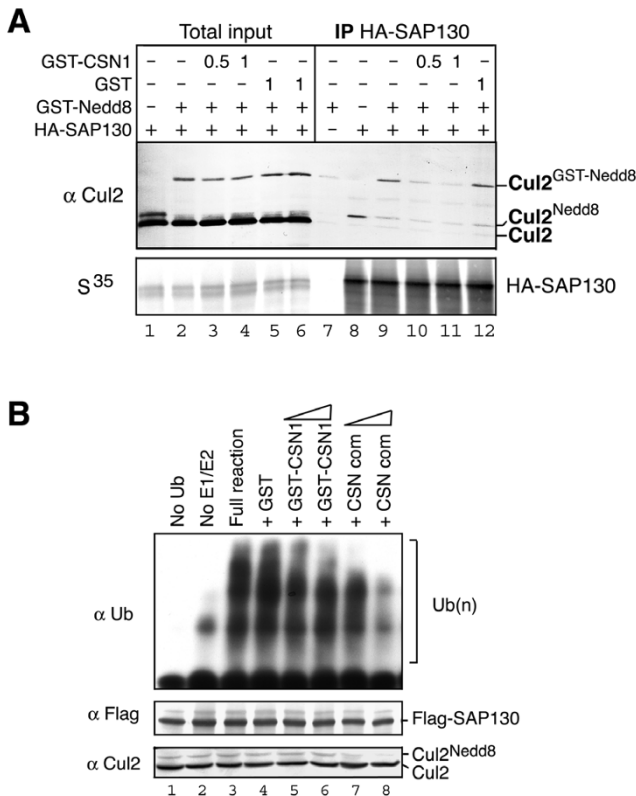 A
Total input IP HA-SAP130
GST-CSN1 – – 0.5 1 – – – – – 0.5 1 –
GST – – – – 1 1 – – – – – 1
GST-Nedd8 – + + + + + + – + + + +
HA-SAP130 + + + + + + – + + + + +
α Cul2
Cul2GST-Nedd8
Cul2Nedd8
Cul2
S35
HA-SAP130
1 2 3 4 5 6 7 8 9 10 11 12
B
No Ub
No E1/E2
Full reaction
+ GST
+ GST-CSN1
+ GST-CSN1
+ CSN com
+ CSN com
α Ub
Ub(n)
α Flag
Flag-SAP130
α Cul2
Cul2Nedd8
Cul2
1 2 3 4 5 6 7 8